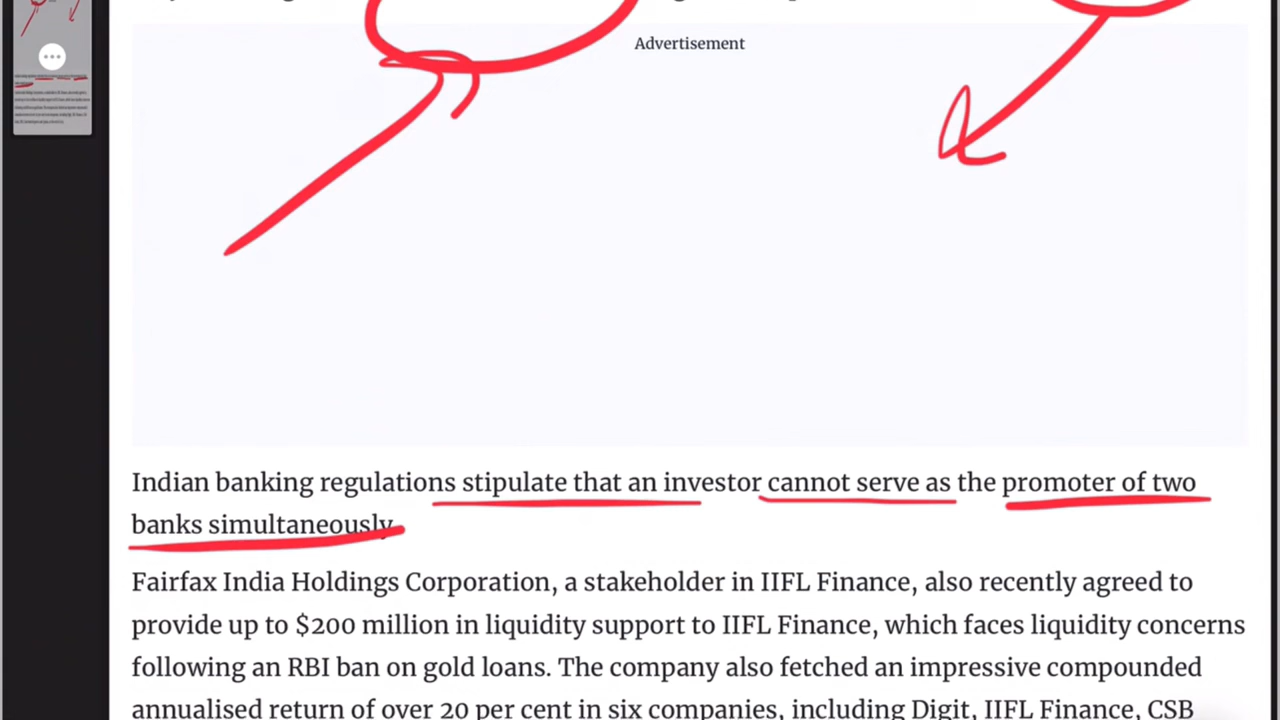 Advertisement
Indian banking regulations stipulate that an investor cannot serve as the promoter of two
banks simultaneously
Fairfax India Holdings Corporation, a stakeholder in IIFL Finance, also recently agreed to
provide up to $200 million in liquidity support to IIFL Finance, which faces liquidity concerns
following an RBI ban on gold loans. The company also fetched an impressive compounded
annualised return of over 20 per cent in six companies, including Digit, IIFL Finance, CSB